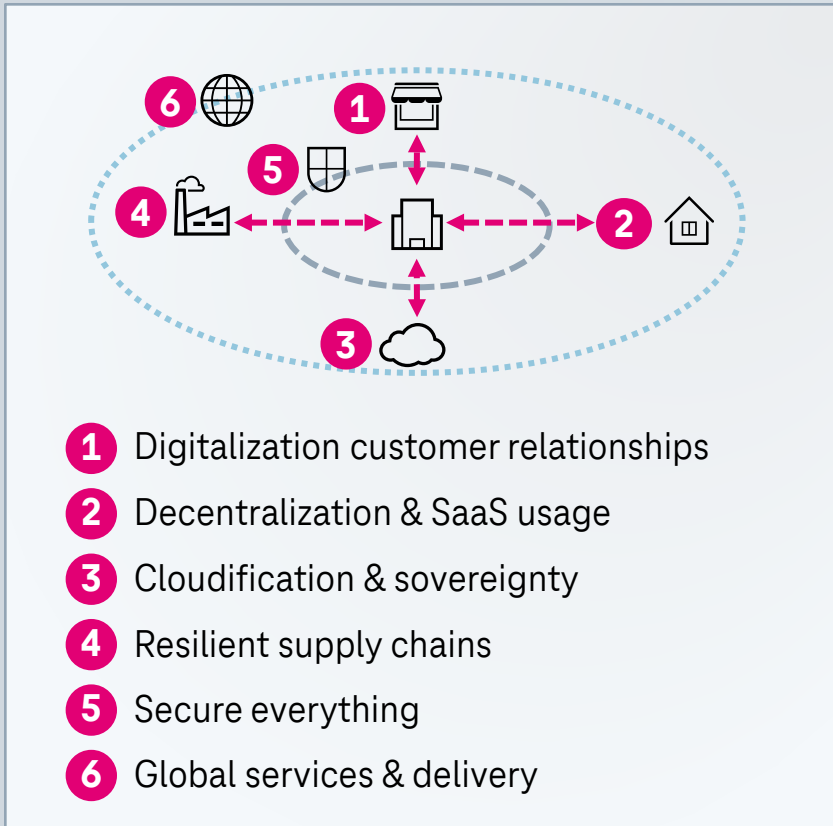 6
1
5
4
2
3
1 Digitalization customer relationships
2 Decentralization & SaaS usage
3 Cloudification & sovereignty
4 Resilient supply chains
5 Secure everything
6 Global services & delivery